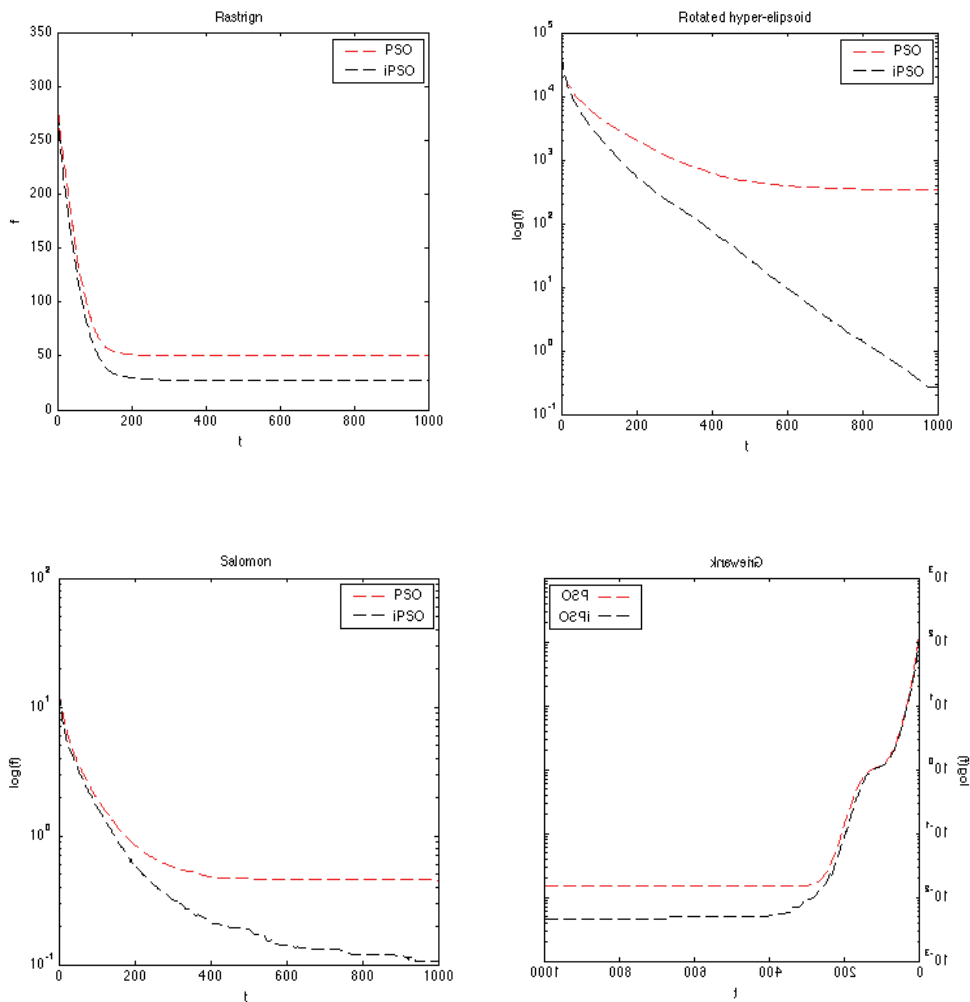 Rastrign
350
300
250
200
150
100
50
0
f
PSO
iPSO
0 200 400 600 800 1000
t
Rotated hyper-elipsoid
10^5
10^4
10^3
10^2
10^1
10^0
10^-1
log(f)
PSO
iPSO
0 200 400 600 800 1000
t
Salomon
10^2
10^1
10^0
10^-1
log(f)
PSO
iPSO
0 200 400 600 800 1000
t
Griewank
PSO
iPSO
10^3
10^2
10^1
10^0
10^-1
10^-2
10^-3
log(f)
1000 800 600 400 200 0
t